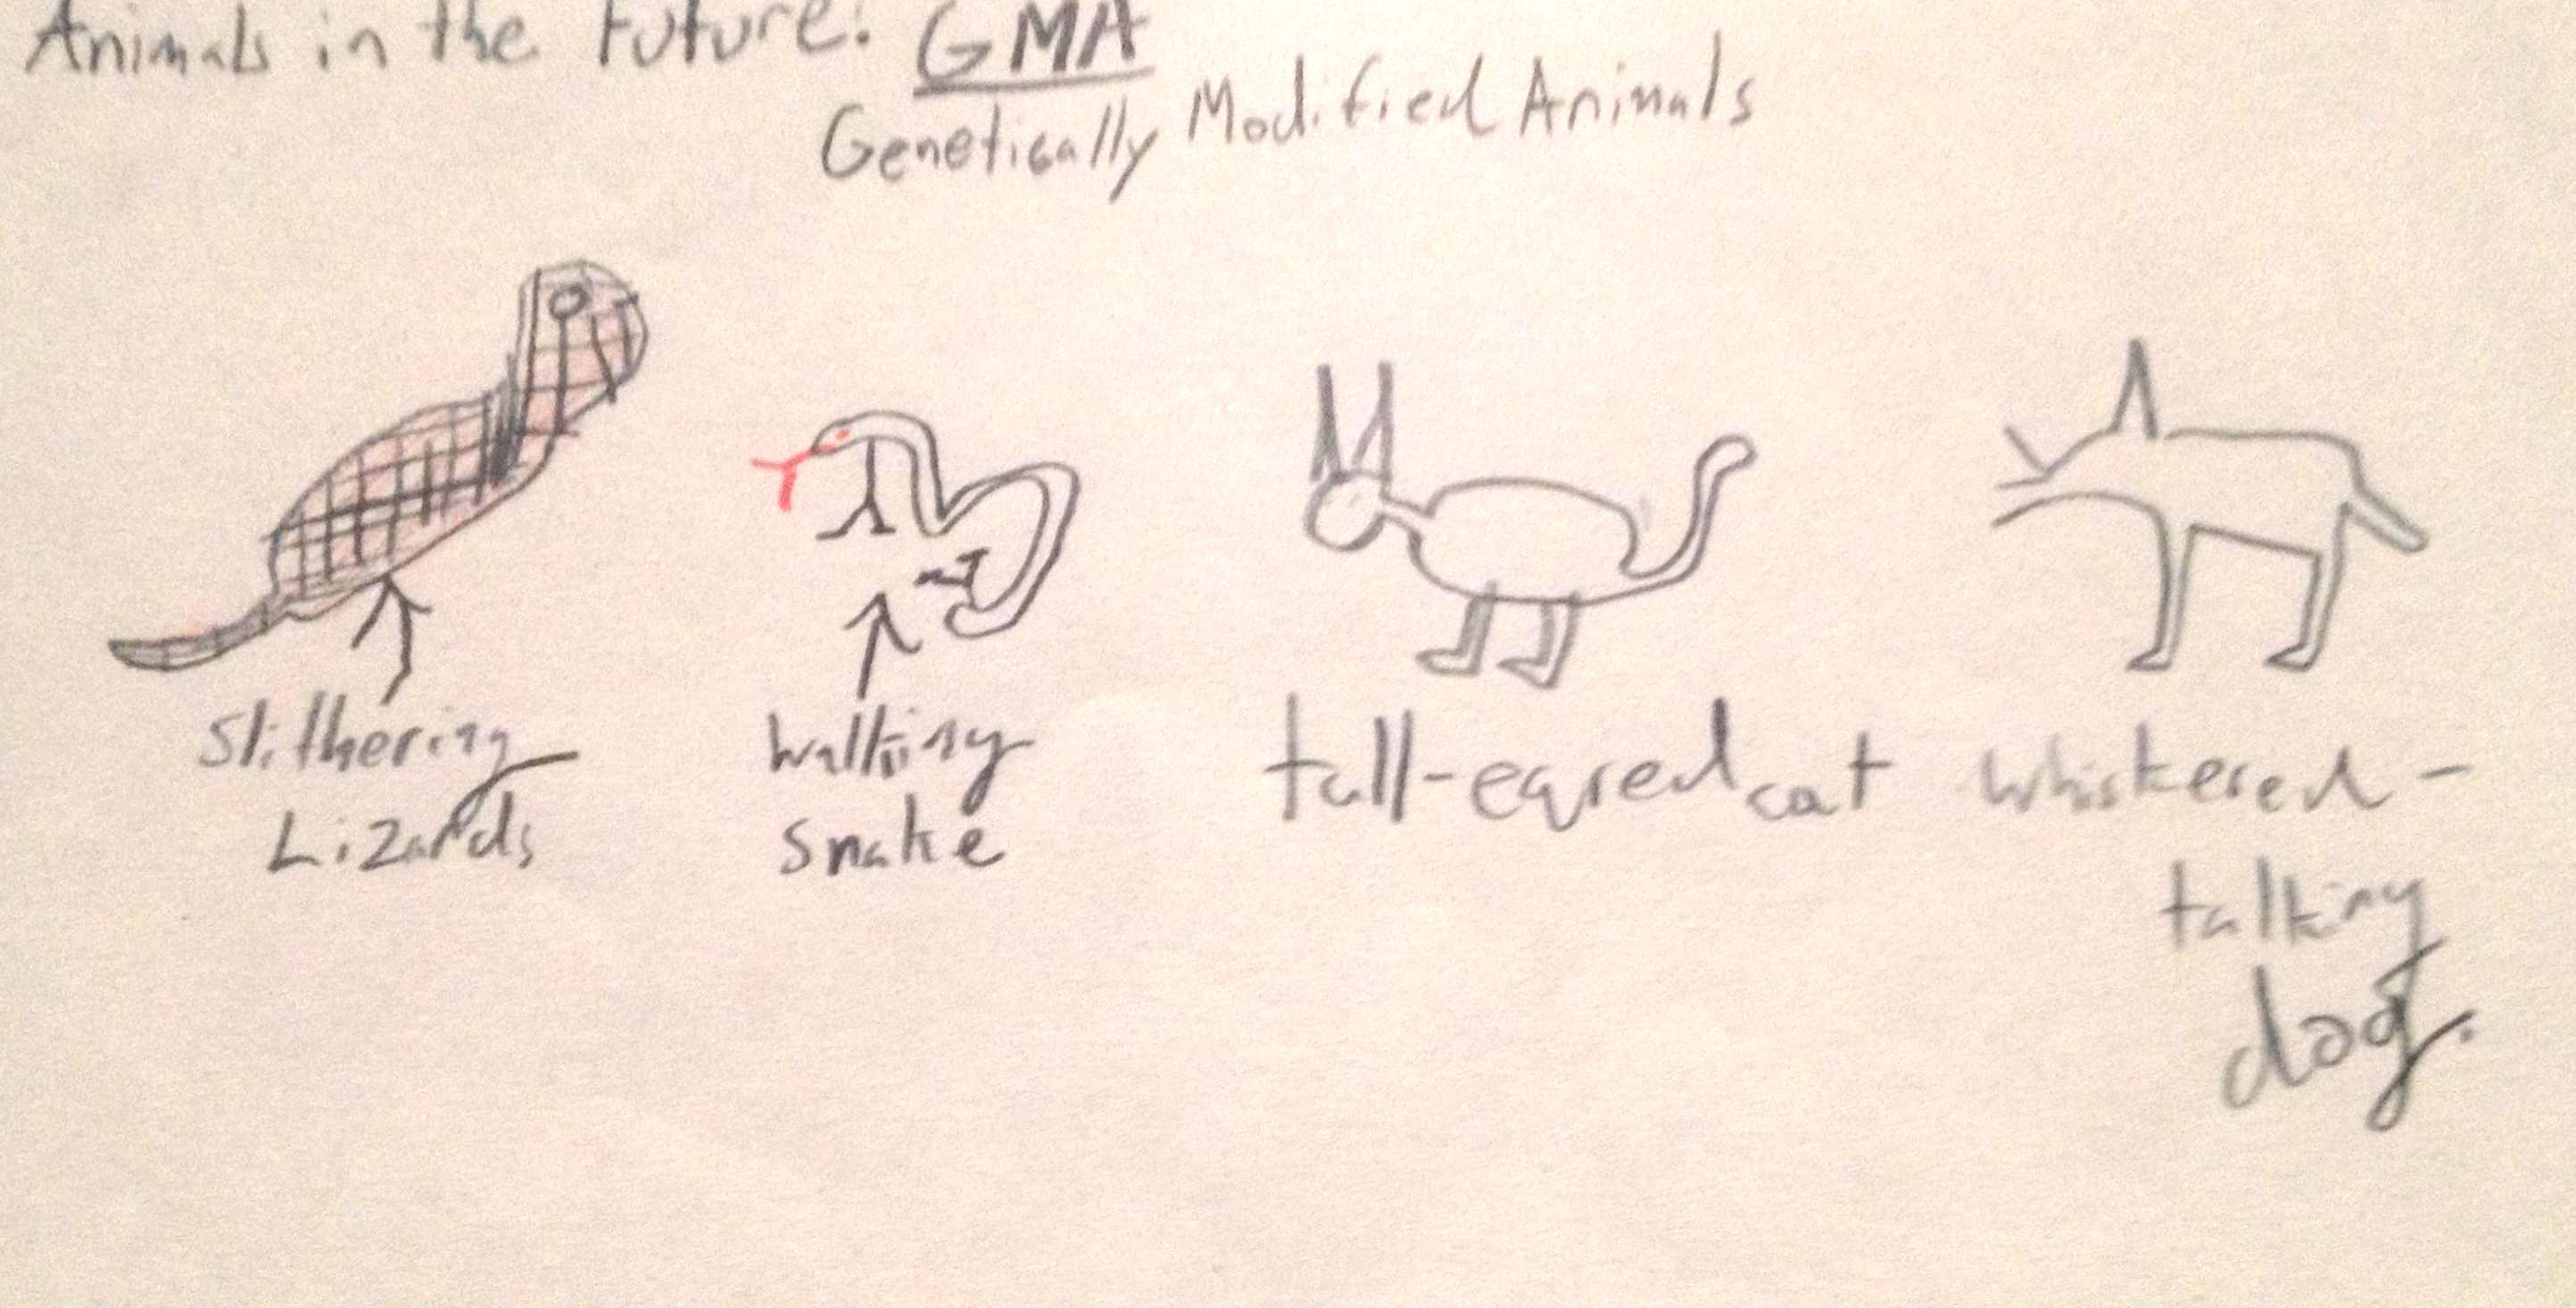 Animals in the Future: GMA
Genetically Modified Animals
Slithering
Lizards
walking
snake
tall-eared cat
whiskered-
talking
dog.